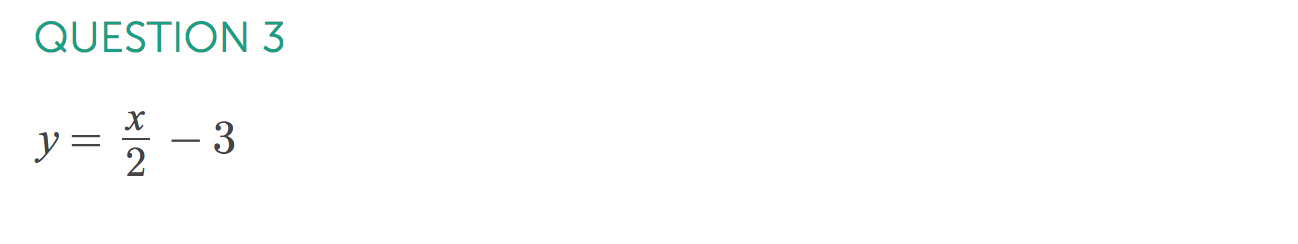 QUESTION 3
y = x/2 − 3